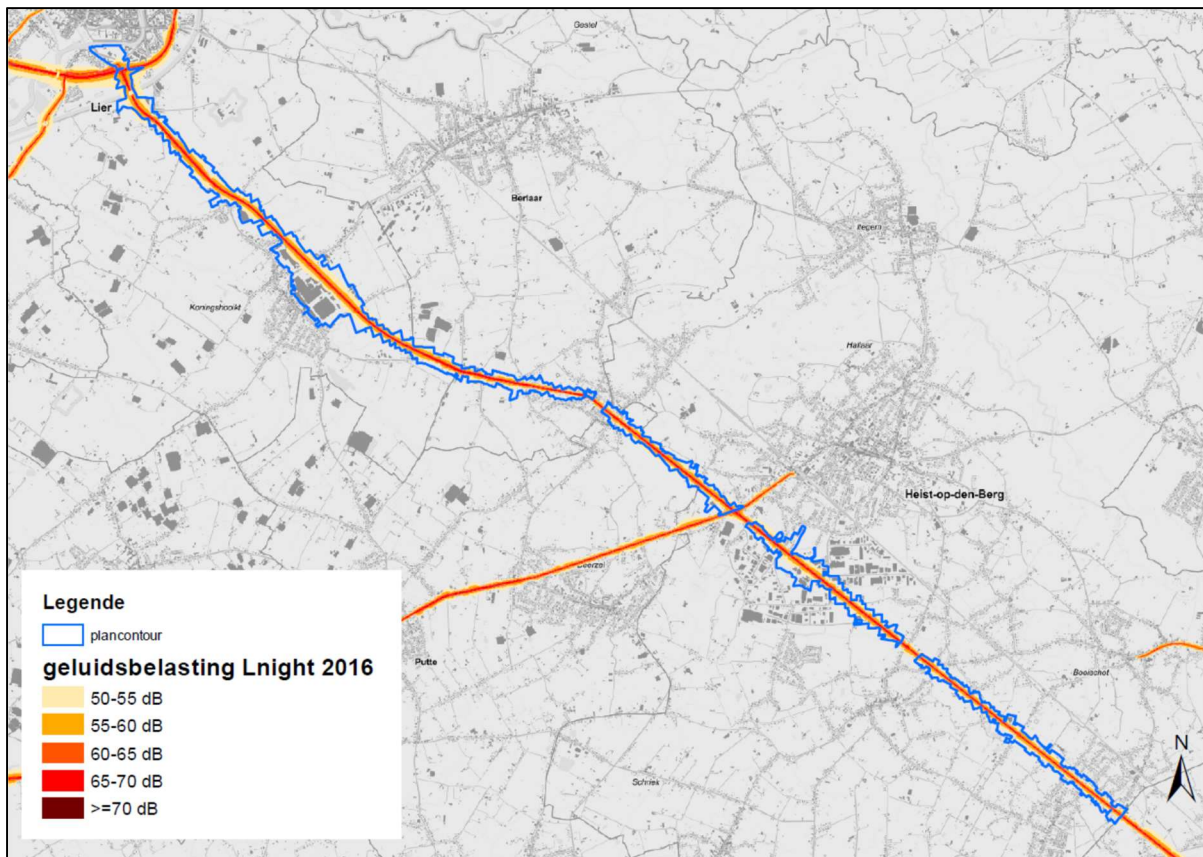 Gestel
Lier
Berlaar
Itegem
Koningshooikt
Hallaar
Heist-op-den-Berg
Beerzel
Legende
plancontour
geluidsbelasting Lnight 2016
50-55 dB
55-60 dB
60-65 dB
65-70 dB
>=70 dB
Putte
Booischot
Schriek
N